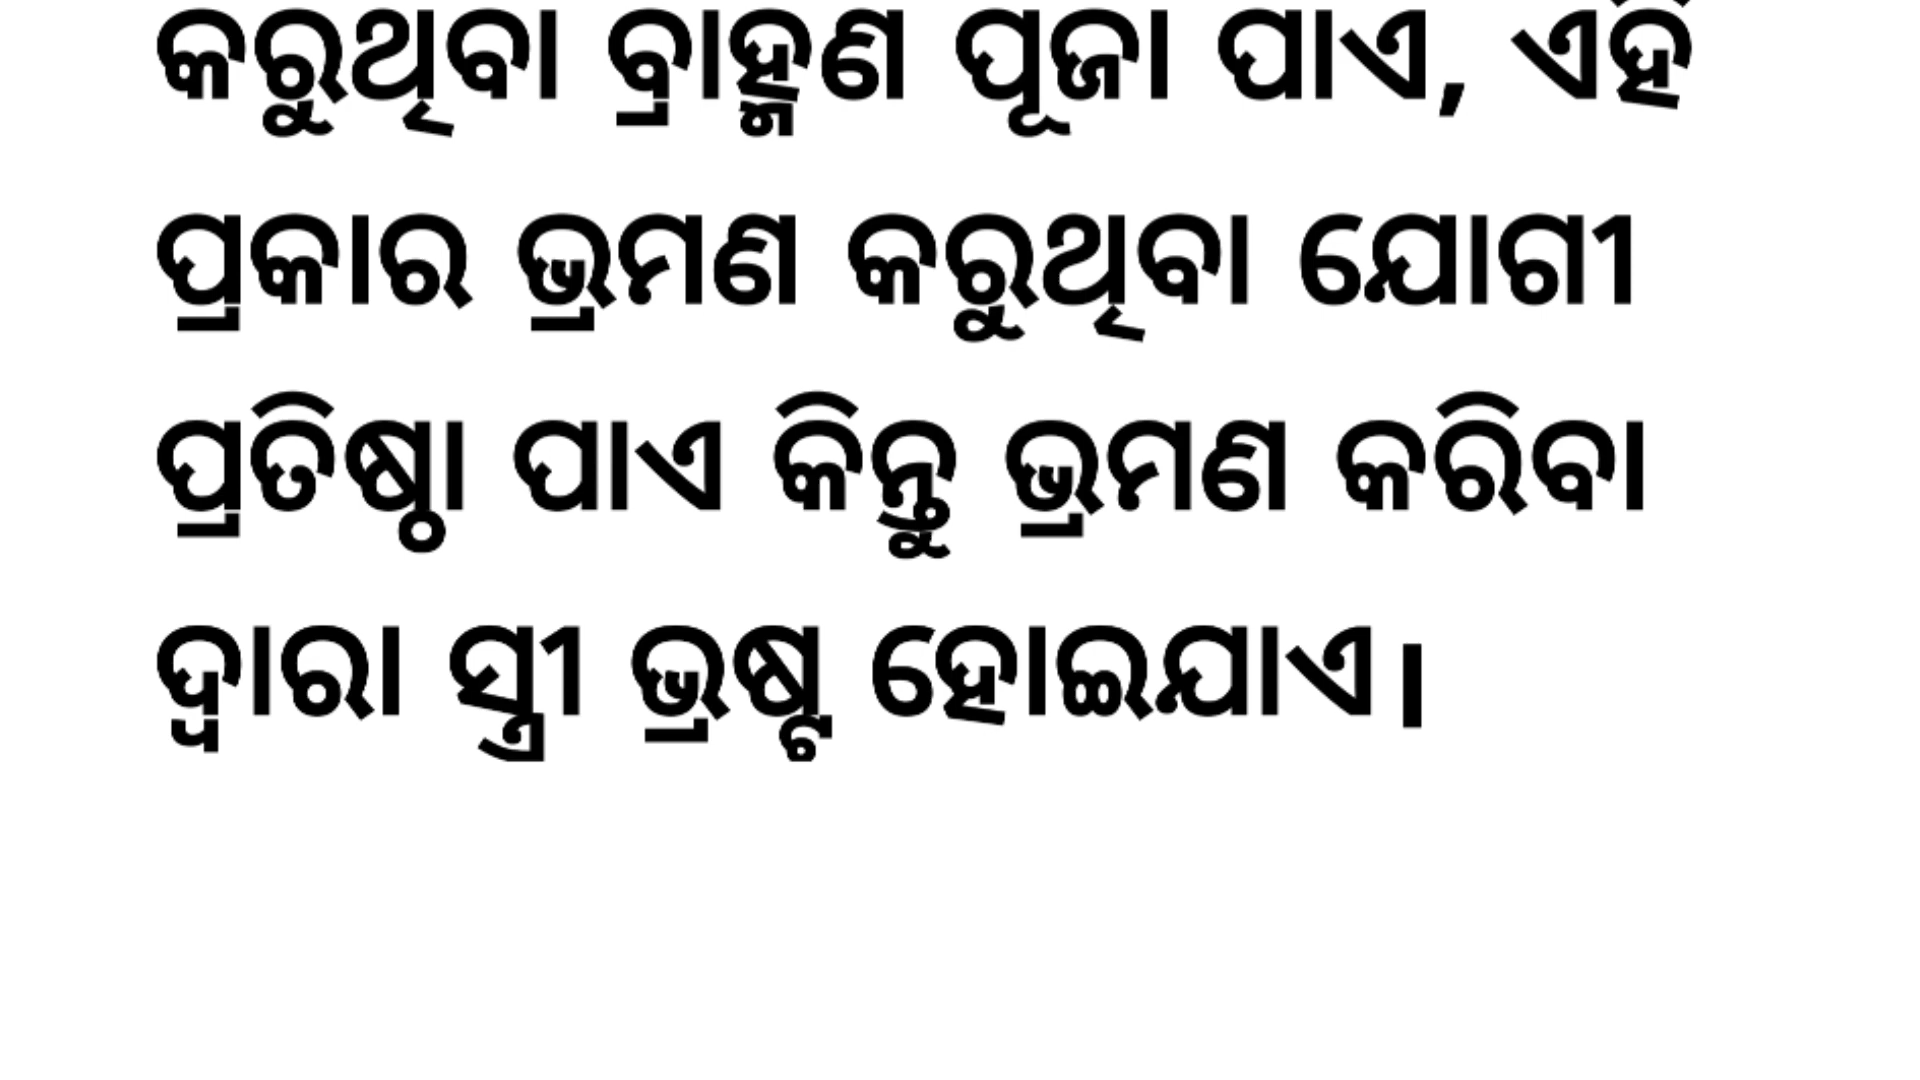 କରୁଥିବା ବ୍ରାହ୍ମଣ ପୂଜା ପାଏ, ଏହି
ପ୍ରକାର ଭ୍ରମଣ କରୁଥିବା ଯୋଗୀ
ପ୍ରତିଷ୍ଠା ପାଏ କିନ୍ତୁ ଭ୍ରମଣ କରିବା
ଦ୍ୱାରା ସ୍ତ୍ରୀ ଭ୍ରଷ୍ଟ ହୋଇଯାଏ।